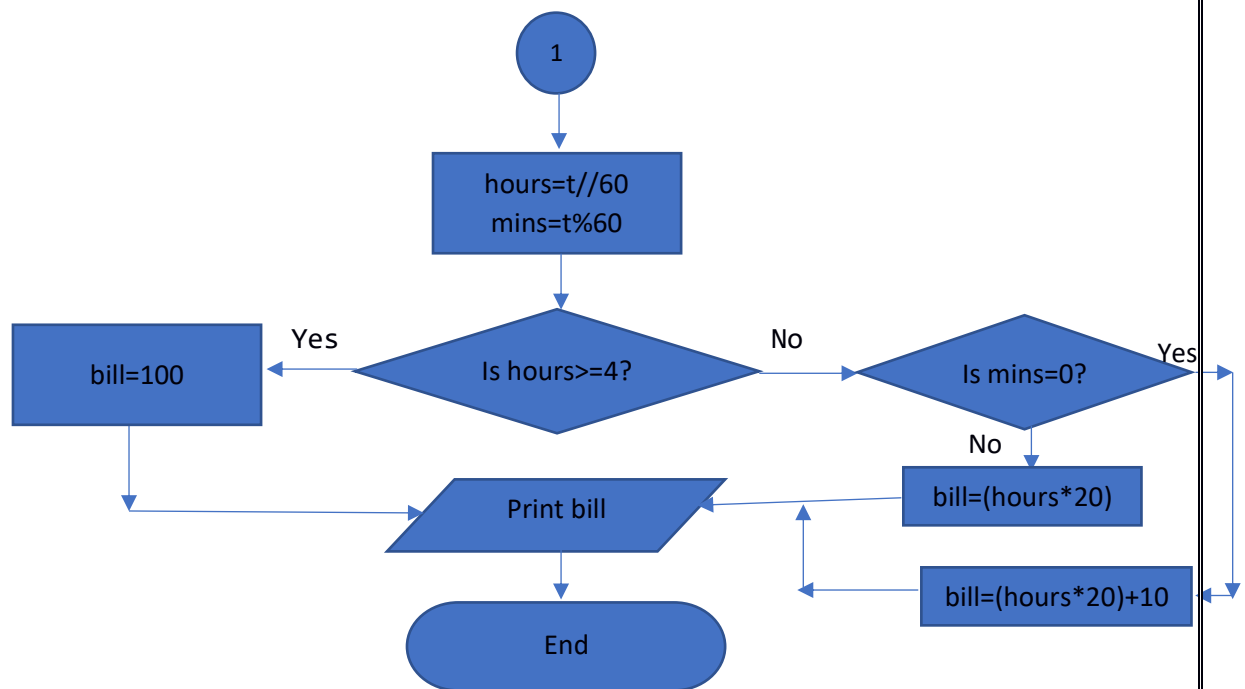 1
hours=t//60
mins=t%60
Yes
bill=100
Is hours>=4?
No
Is mins=0?
Yes
No
bill=(hours*20)
Print bill
bill=(hours*20)+10
End